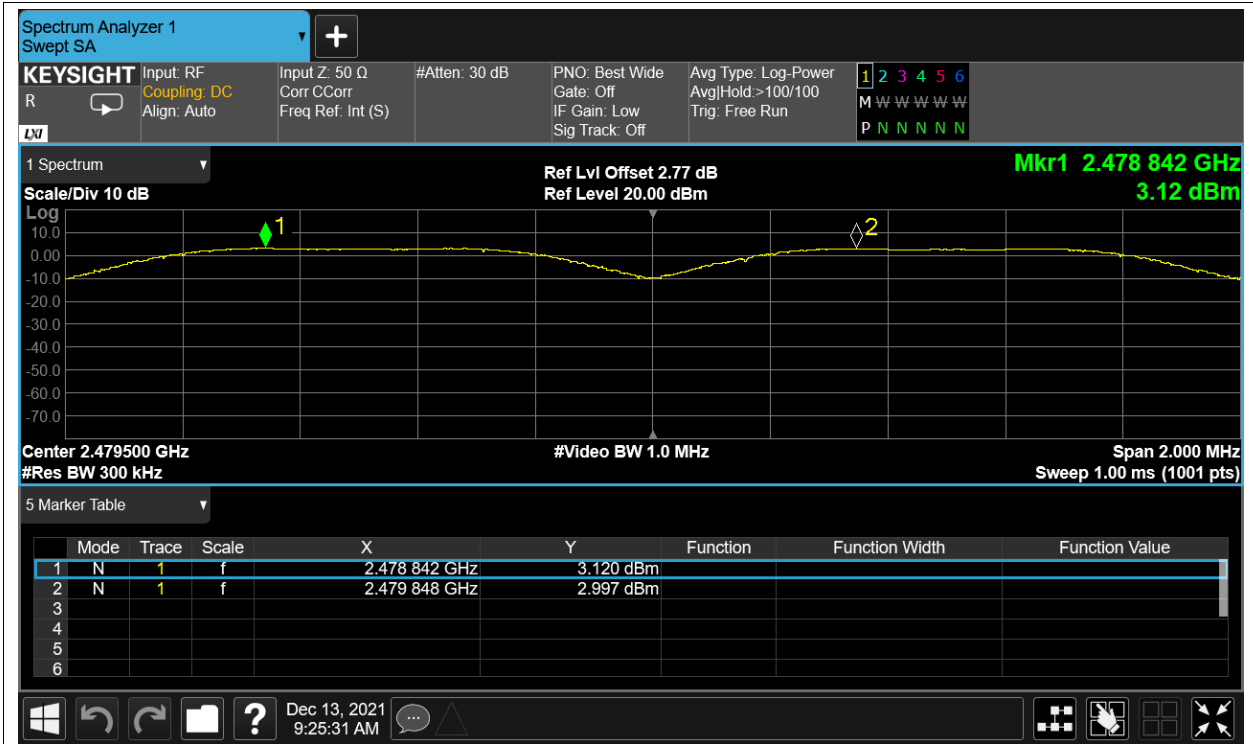 Spectrum Analyzer 1
Swept SA
KEYSIGHT Input: RF Input Z: 50 Ω #Atten: 30 dB PNO: Best Wide Avg Type: Log-Power 1 2 3 4 5 6
R Coupling: DC Corr CCorr Gate: Off Avg|Hold:>100/100 M W W W W W
Align: Auto Freq Ref: Int (S) IF Gain: Low Trig: Free Run
LXI Sig Track: Off P N N N N N
1 Spectrum Ref Lvl Offset 2.77 dB Mkr1 2.478 842 GHz
Scale/Div 10 dB Ref Level 20.00 dBm 3.12 dBm
Log
10.0 1 2
0.00
-10.0
-20.0
-30.0
-40.0
-50.0
-60.0
-70.0
Center 2.479500 GHz #Video BW 1.0 MHz Span 2.000 MHz
#Res BW 300 kHz Sweep 1.00 ms (1001 pts)
5 Marker Table
Mode Trace Scale X Y Function Function Width Function Value
1 N 1 f 2.478 842 GHz 3.120 dBm
2 N 1 f 2.479 848 GHz 2.997 dBm
3
4
5
6
? Dec 13, 2021
9:25:31 AM